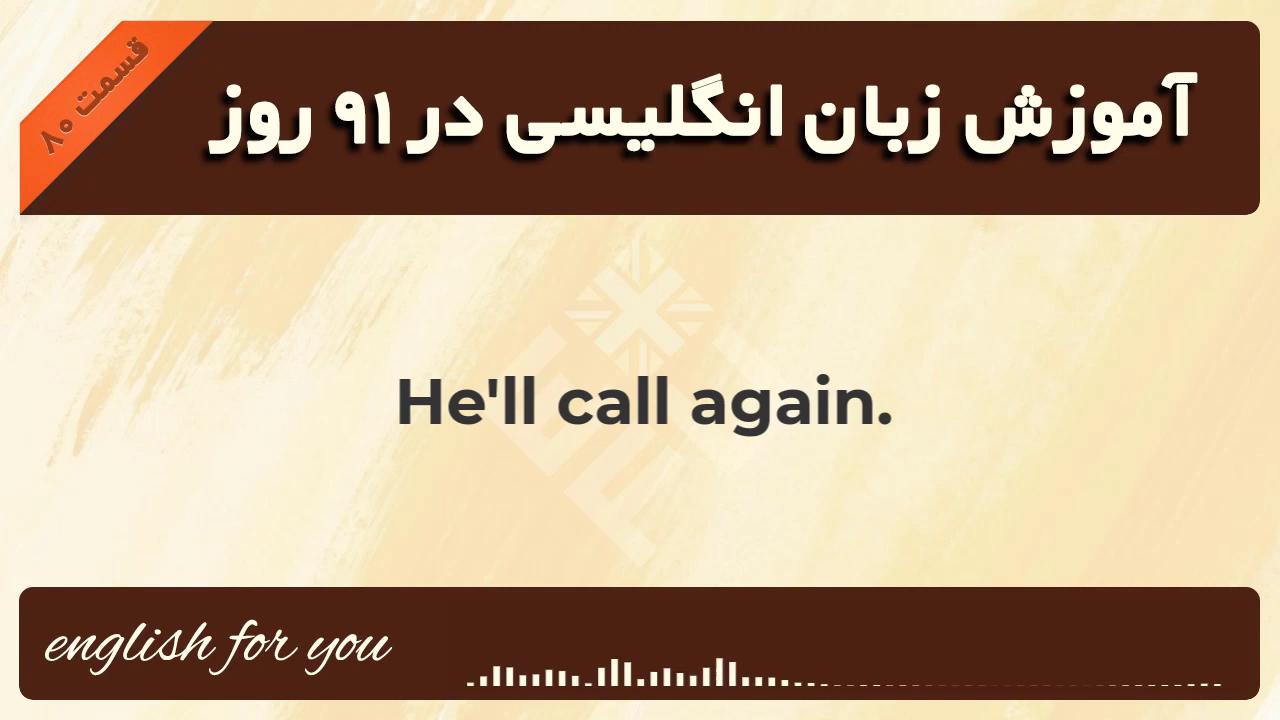 قسمت ۸۰
آموزش زبان انگلیسی در ۹۱ روز
He'll call again.
english for you